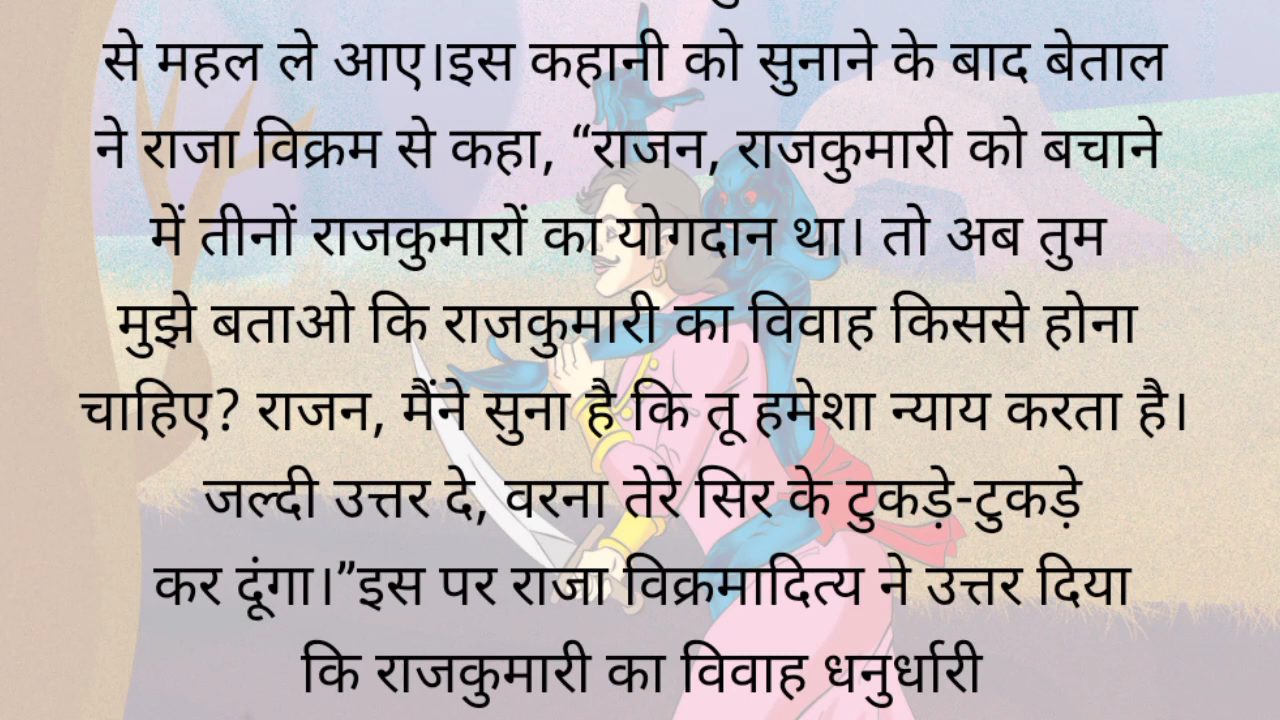 से महल ले आए।इस कहानी को सुनाने के बाद बेताल
ने राजा विक्रम से कहा, “राजन, राजकुमारी को बचाने
में तीनों राजकुमारों का योगदान था। तो अब तुम
मुझे बताओ कि राजकुमारी का विवाह किससे होना
चाहिए? राजन, मैंने सुना है कि तू हमेशा न्याय करता है।
जल्दी उत्तर दे, वरना तेरे सिर के टुकड़े-टुकड़े
कर दूंगा।”इस पर राजा विक्रमादित्य ने उत्तर दिया
कि राजकुमारी का विवाह धनुर्धारी